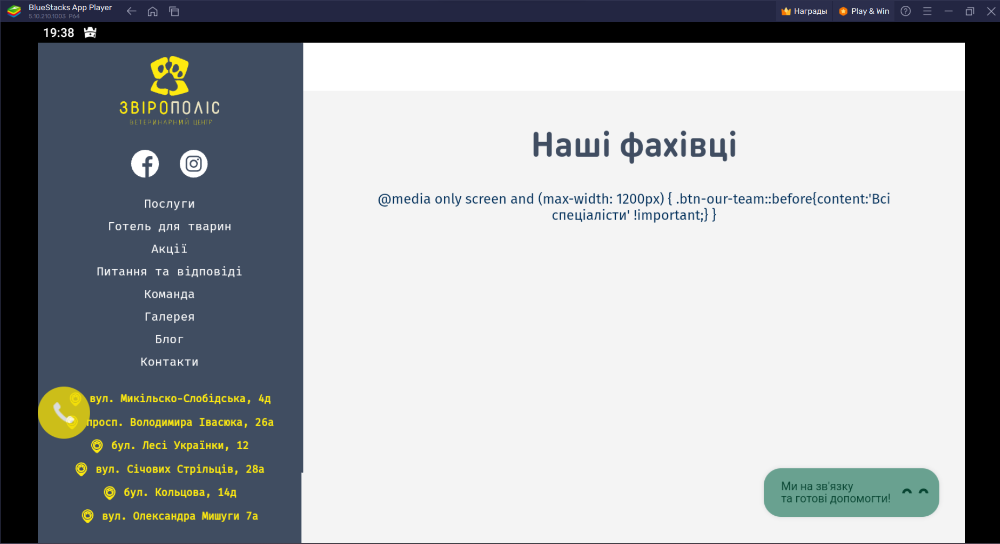 BlueStacks App Player
5.10.210.1003 P64
Награды
Play & Win
19:38
ЗВІРОПОЛІС
ВЕТЕРИНАРНИЙ ЦЕНТР
Послуги
Готель для тварин
Акції
Питання та відповіді
Команда
Галерея
Блог
Контакти
вул. Микільско-Слобідська, 4д
просп. Володимира Івасюка, 26а
бул. Лесі Українки, 12
вул. Січових Стрільців, 28а
бул. Кольцова, 14д
вул. Олександра Мишуги 7а
Наші фахівці
@media only screen and (max-width: 1200px) { .btn-our-team::before{content:'Всі
спеціалісти' !important;} }
Ми на зв'язку
та готові допомогти!